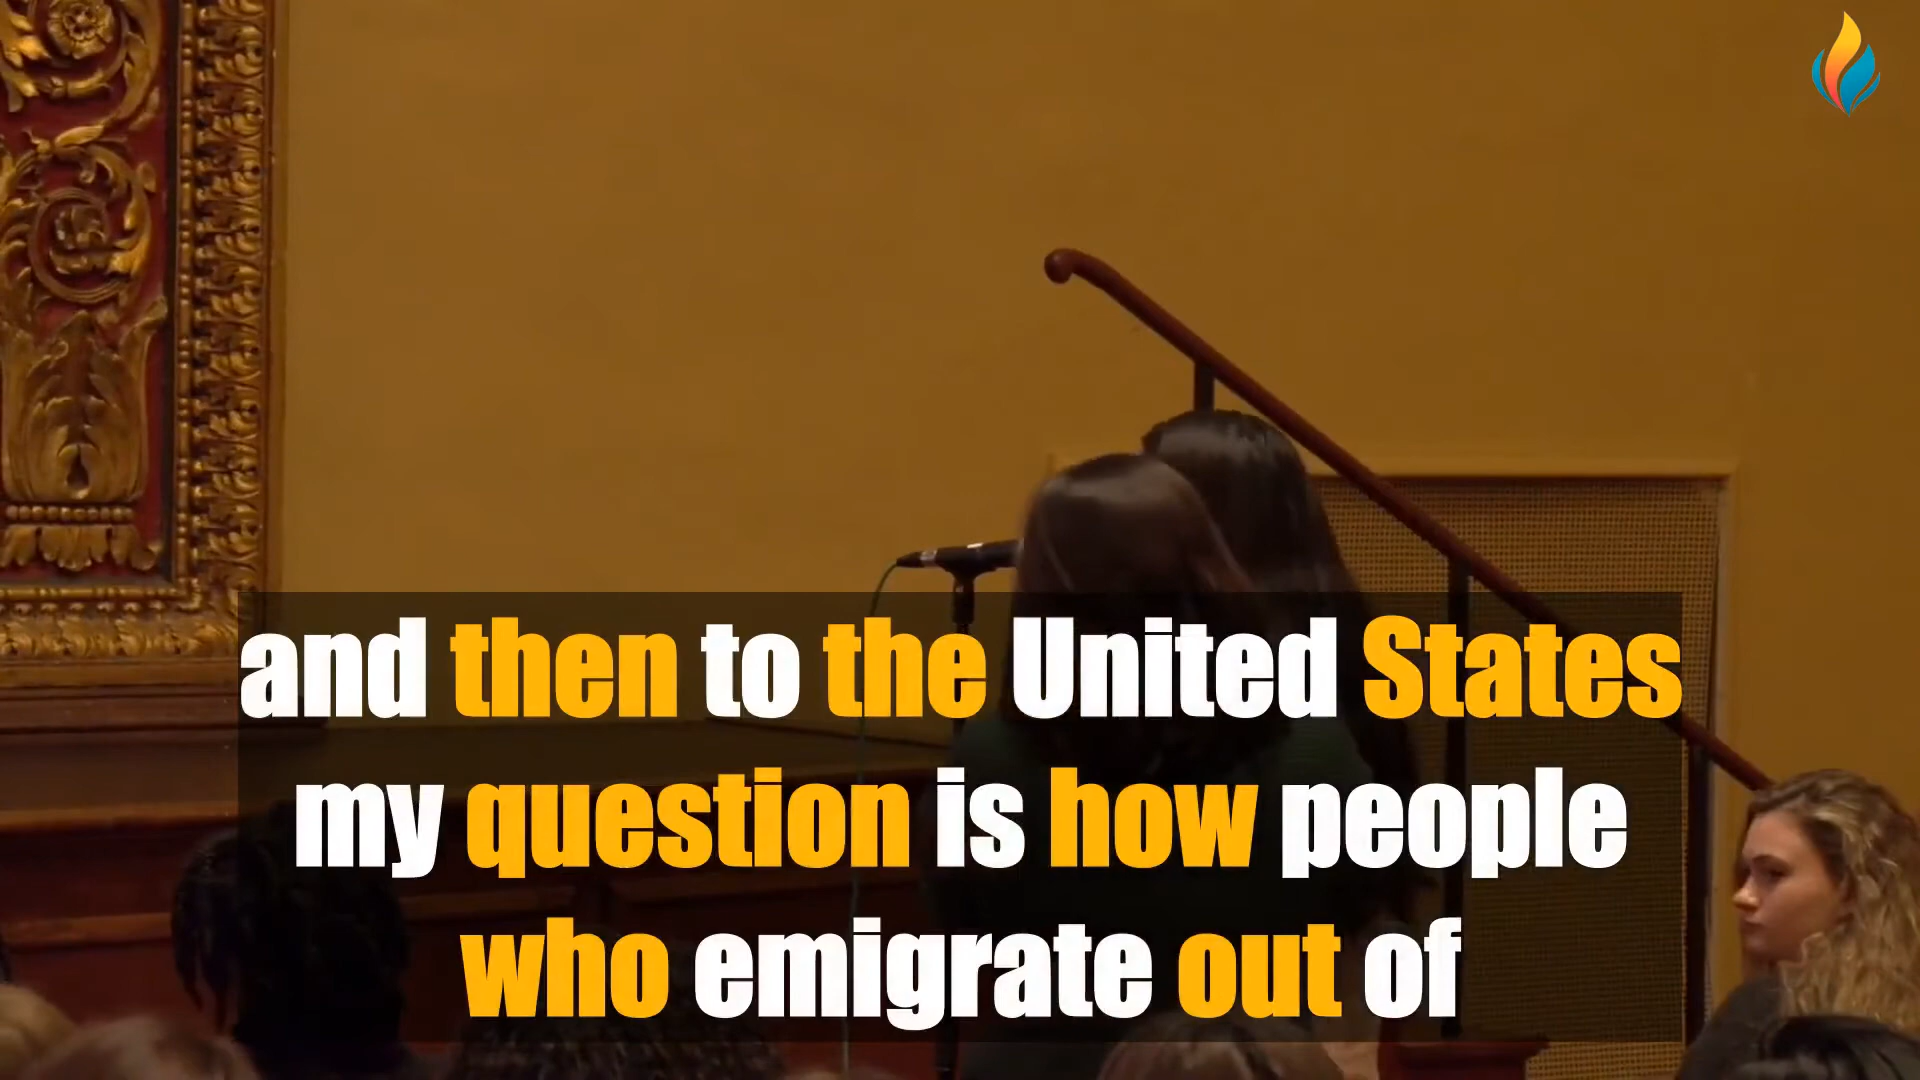 and then to the United States
my question is how people
who emigrate out of